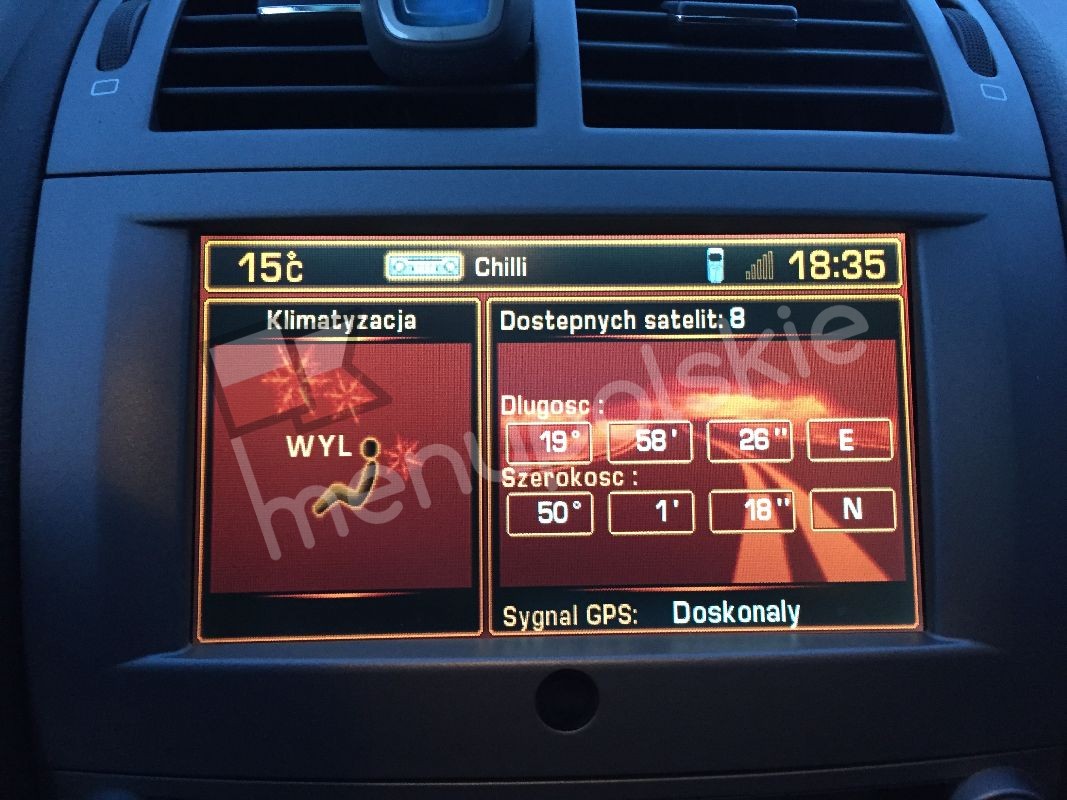 15°C Chilli 18:35
Klimatyzacja
WYL
Dostepnych satelit: 8
Dlugosc :
19° 58' 26" E
Szerokosc :
50° 1' 18" N
Sygnal GPS: Doskonaly
menupolskie